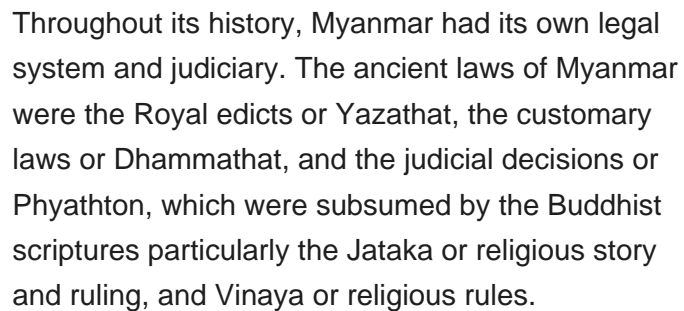 Throughout its history, Myanmar had its own legal
system and judiciary. The ancient laws of Myanmar
were the Royal edicts or Yazathat, the customary
laws or Dhammathat, and the judicial decisions or
Phyathton, which were subsumed by the Buddhist
scriptures particularly the Jataka or religious story
and ruling, and Vinaya or religious rules.